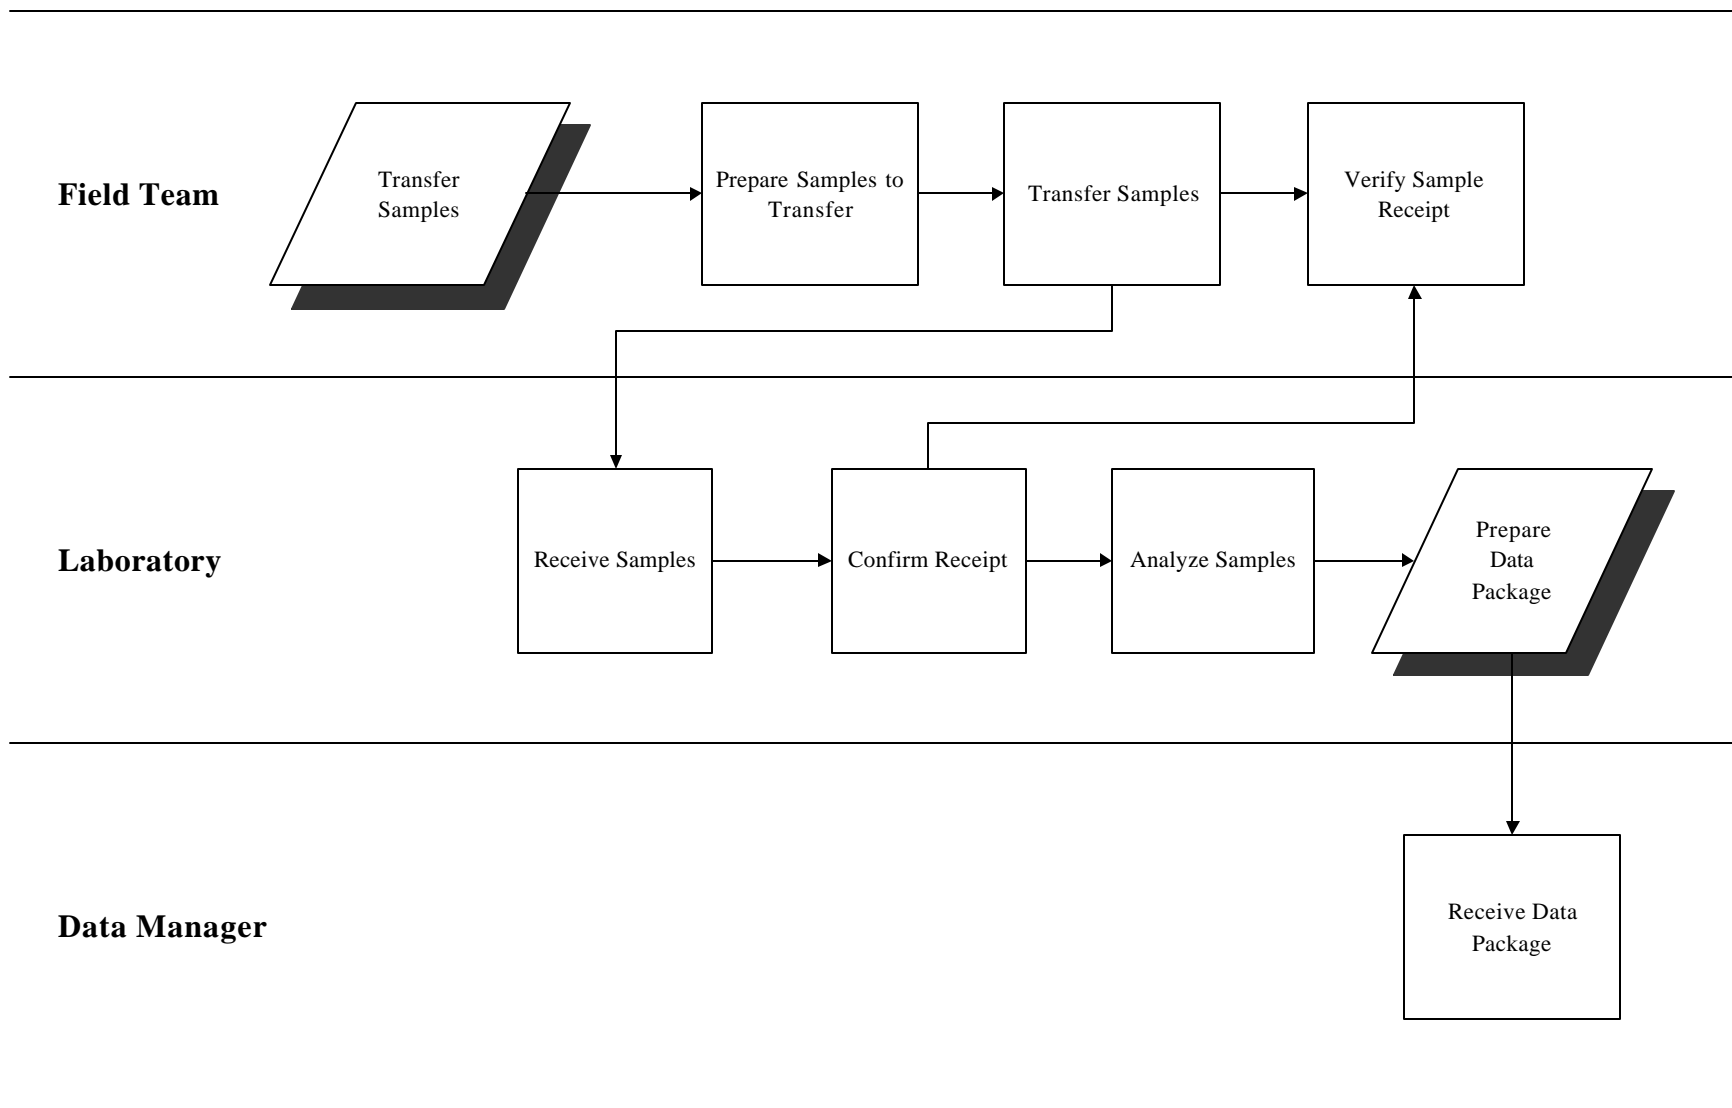 Field Team
Transfer
Samples
Prepare Samples to
Transfer
Transfer Samples
Verify Sample
Receipt
Laboratory
Receive Samples
Confirm Receipt
Analyze Samples
Prepare
Data
Package
Data Manager
Receive Data
Package